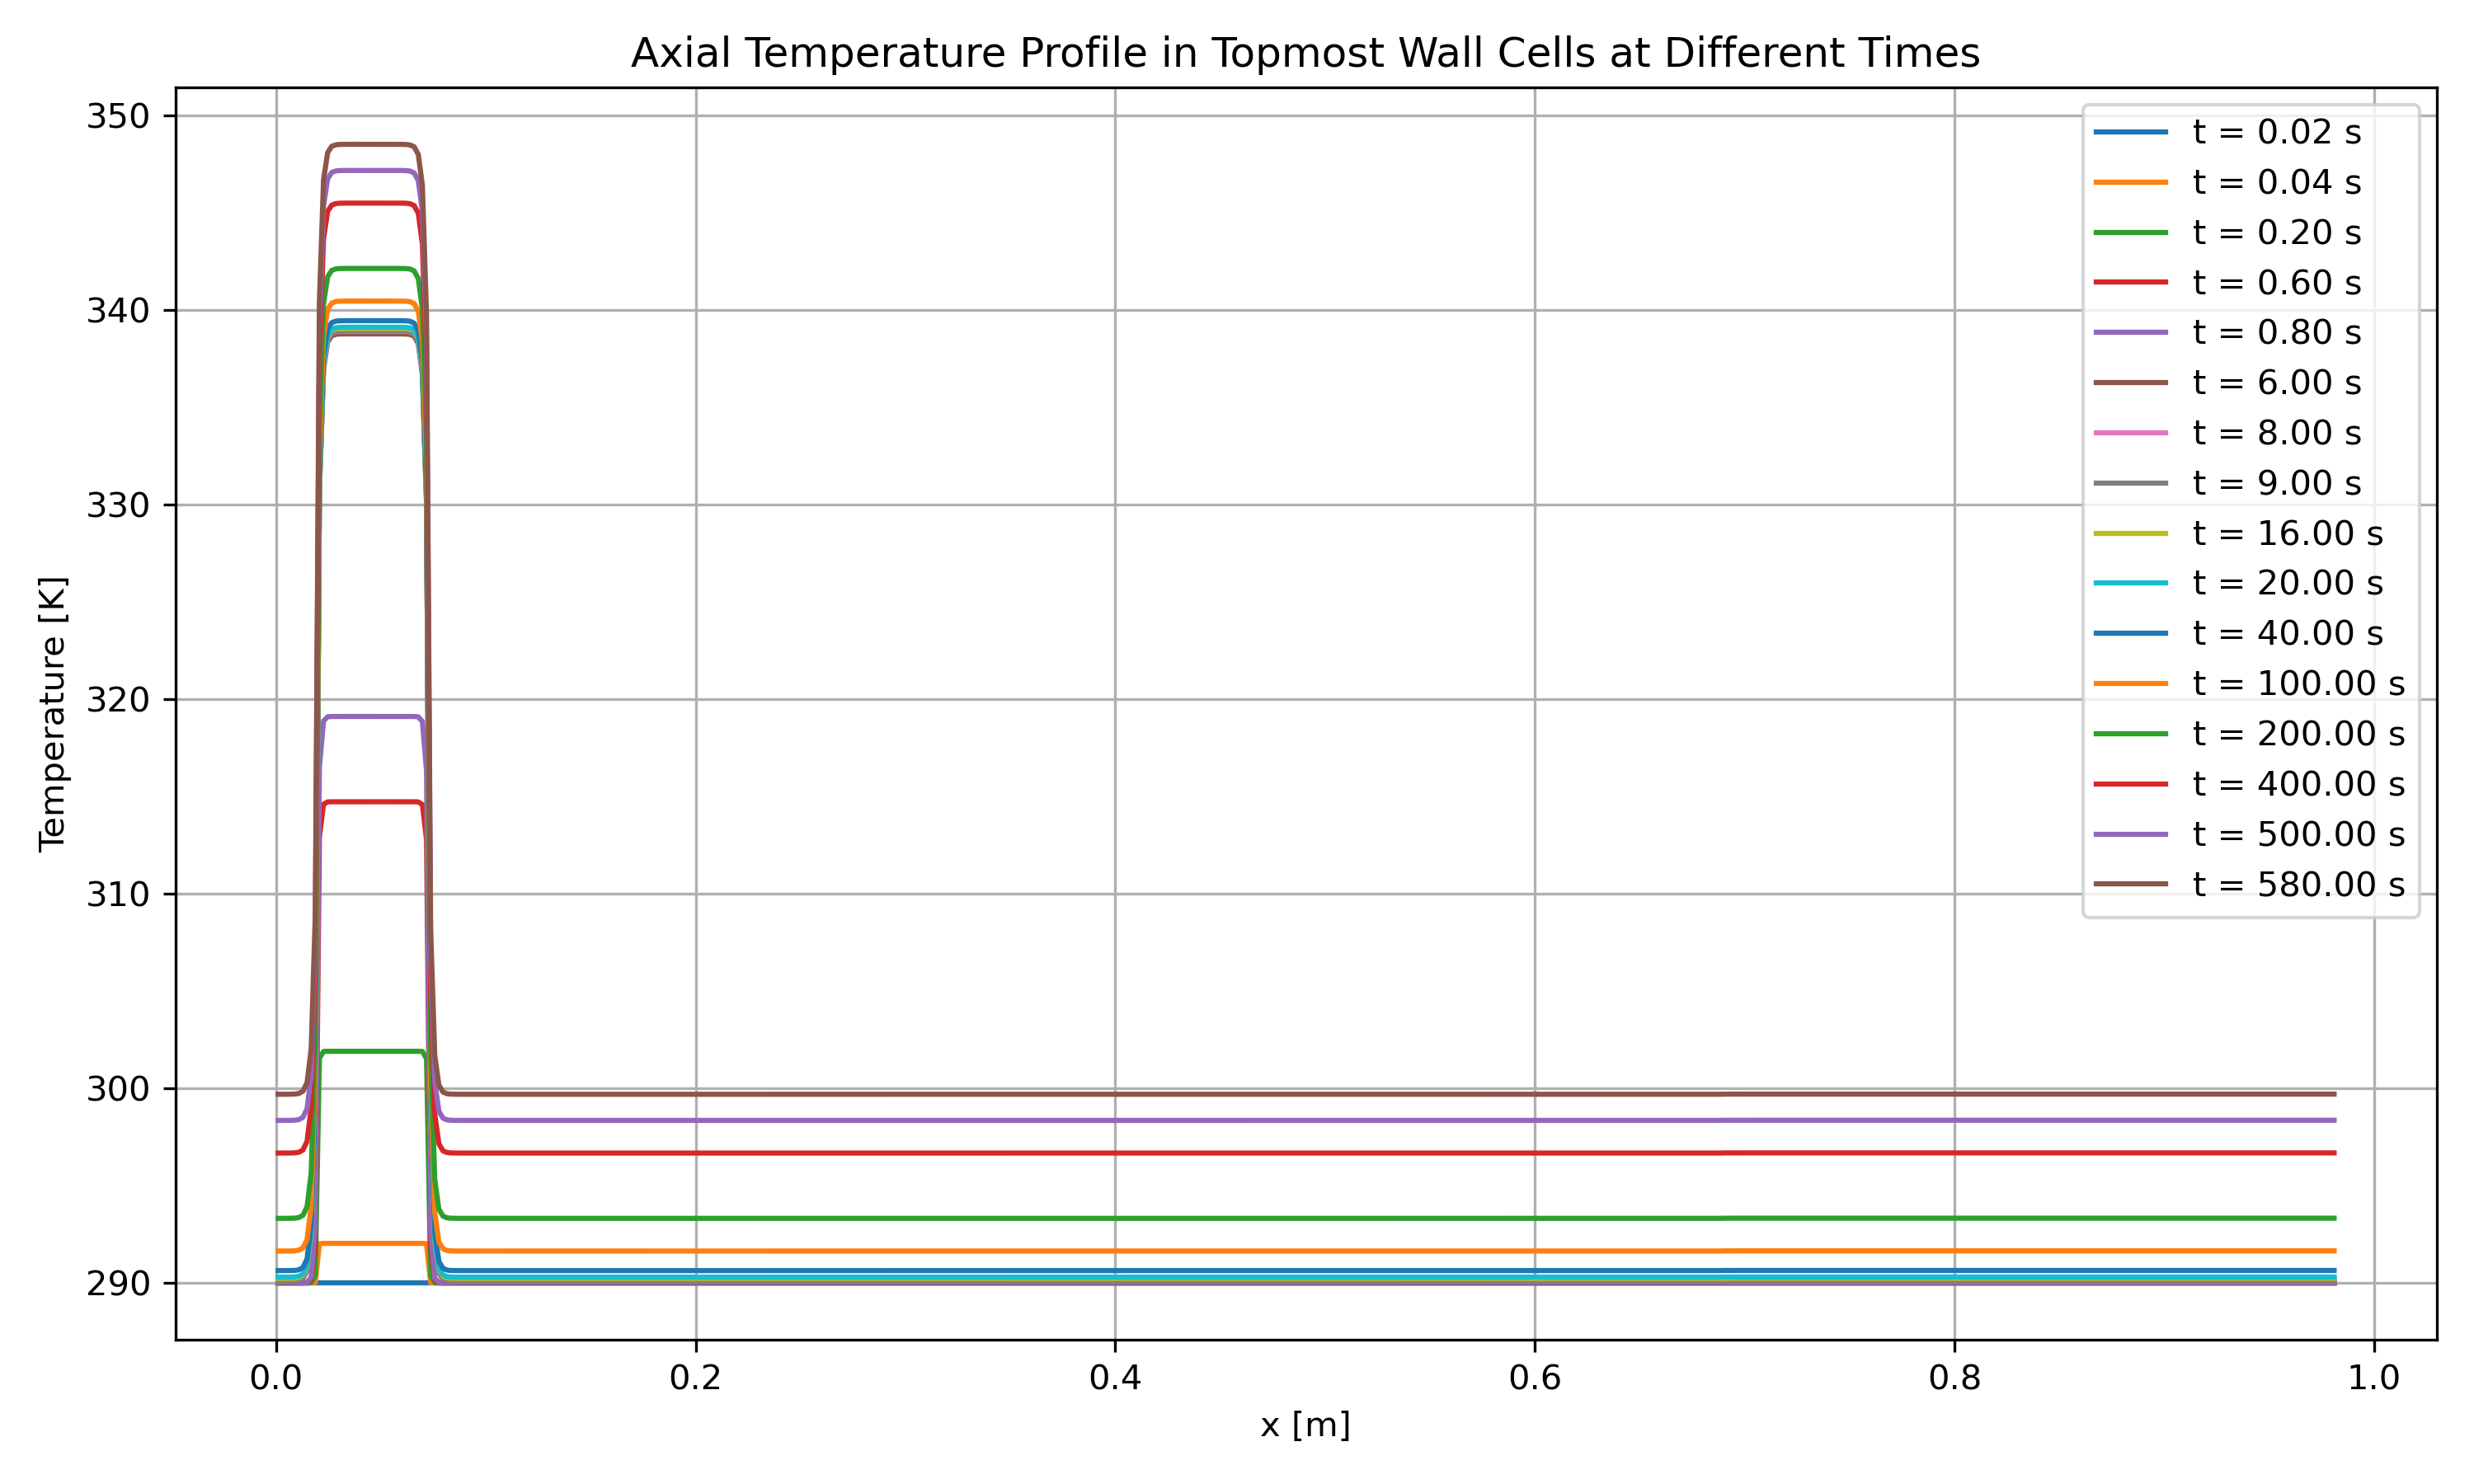 Axial Temperature Profile in Topmost Wall Cells at Different Times
350
340
330
320
310
300
290
Temperature [K]
t = 0.02 s
t = 0.04 s
t = 0.20 s
t = 0.60 s
t = 0.80 s
t = 6.00 s
t = 8.00 s
t = 9.00 s
t = 16.00 s
t = 20.00 s
t = 40.00 s
t = 100.00 s
t = 200.00 s
t = 400.00 s
t = 500.00 s
t = 580.00 s
0.0 0.2 0.4 0.6 0.8 1.0
x [m]